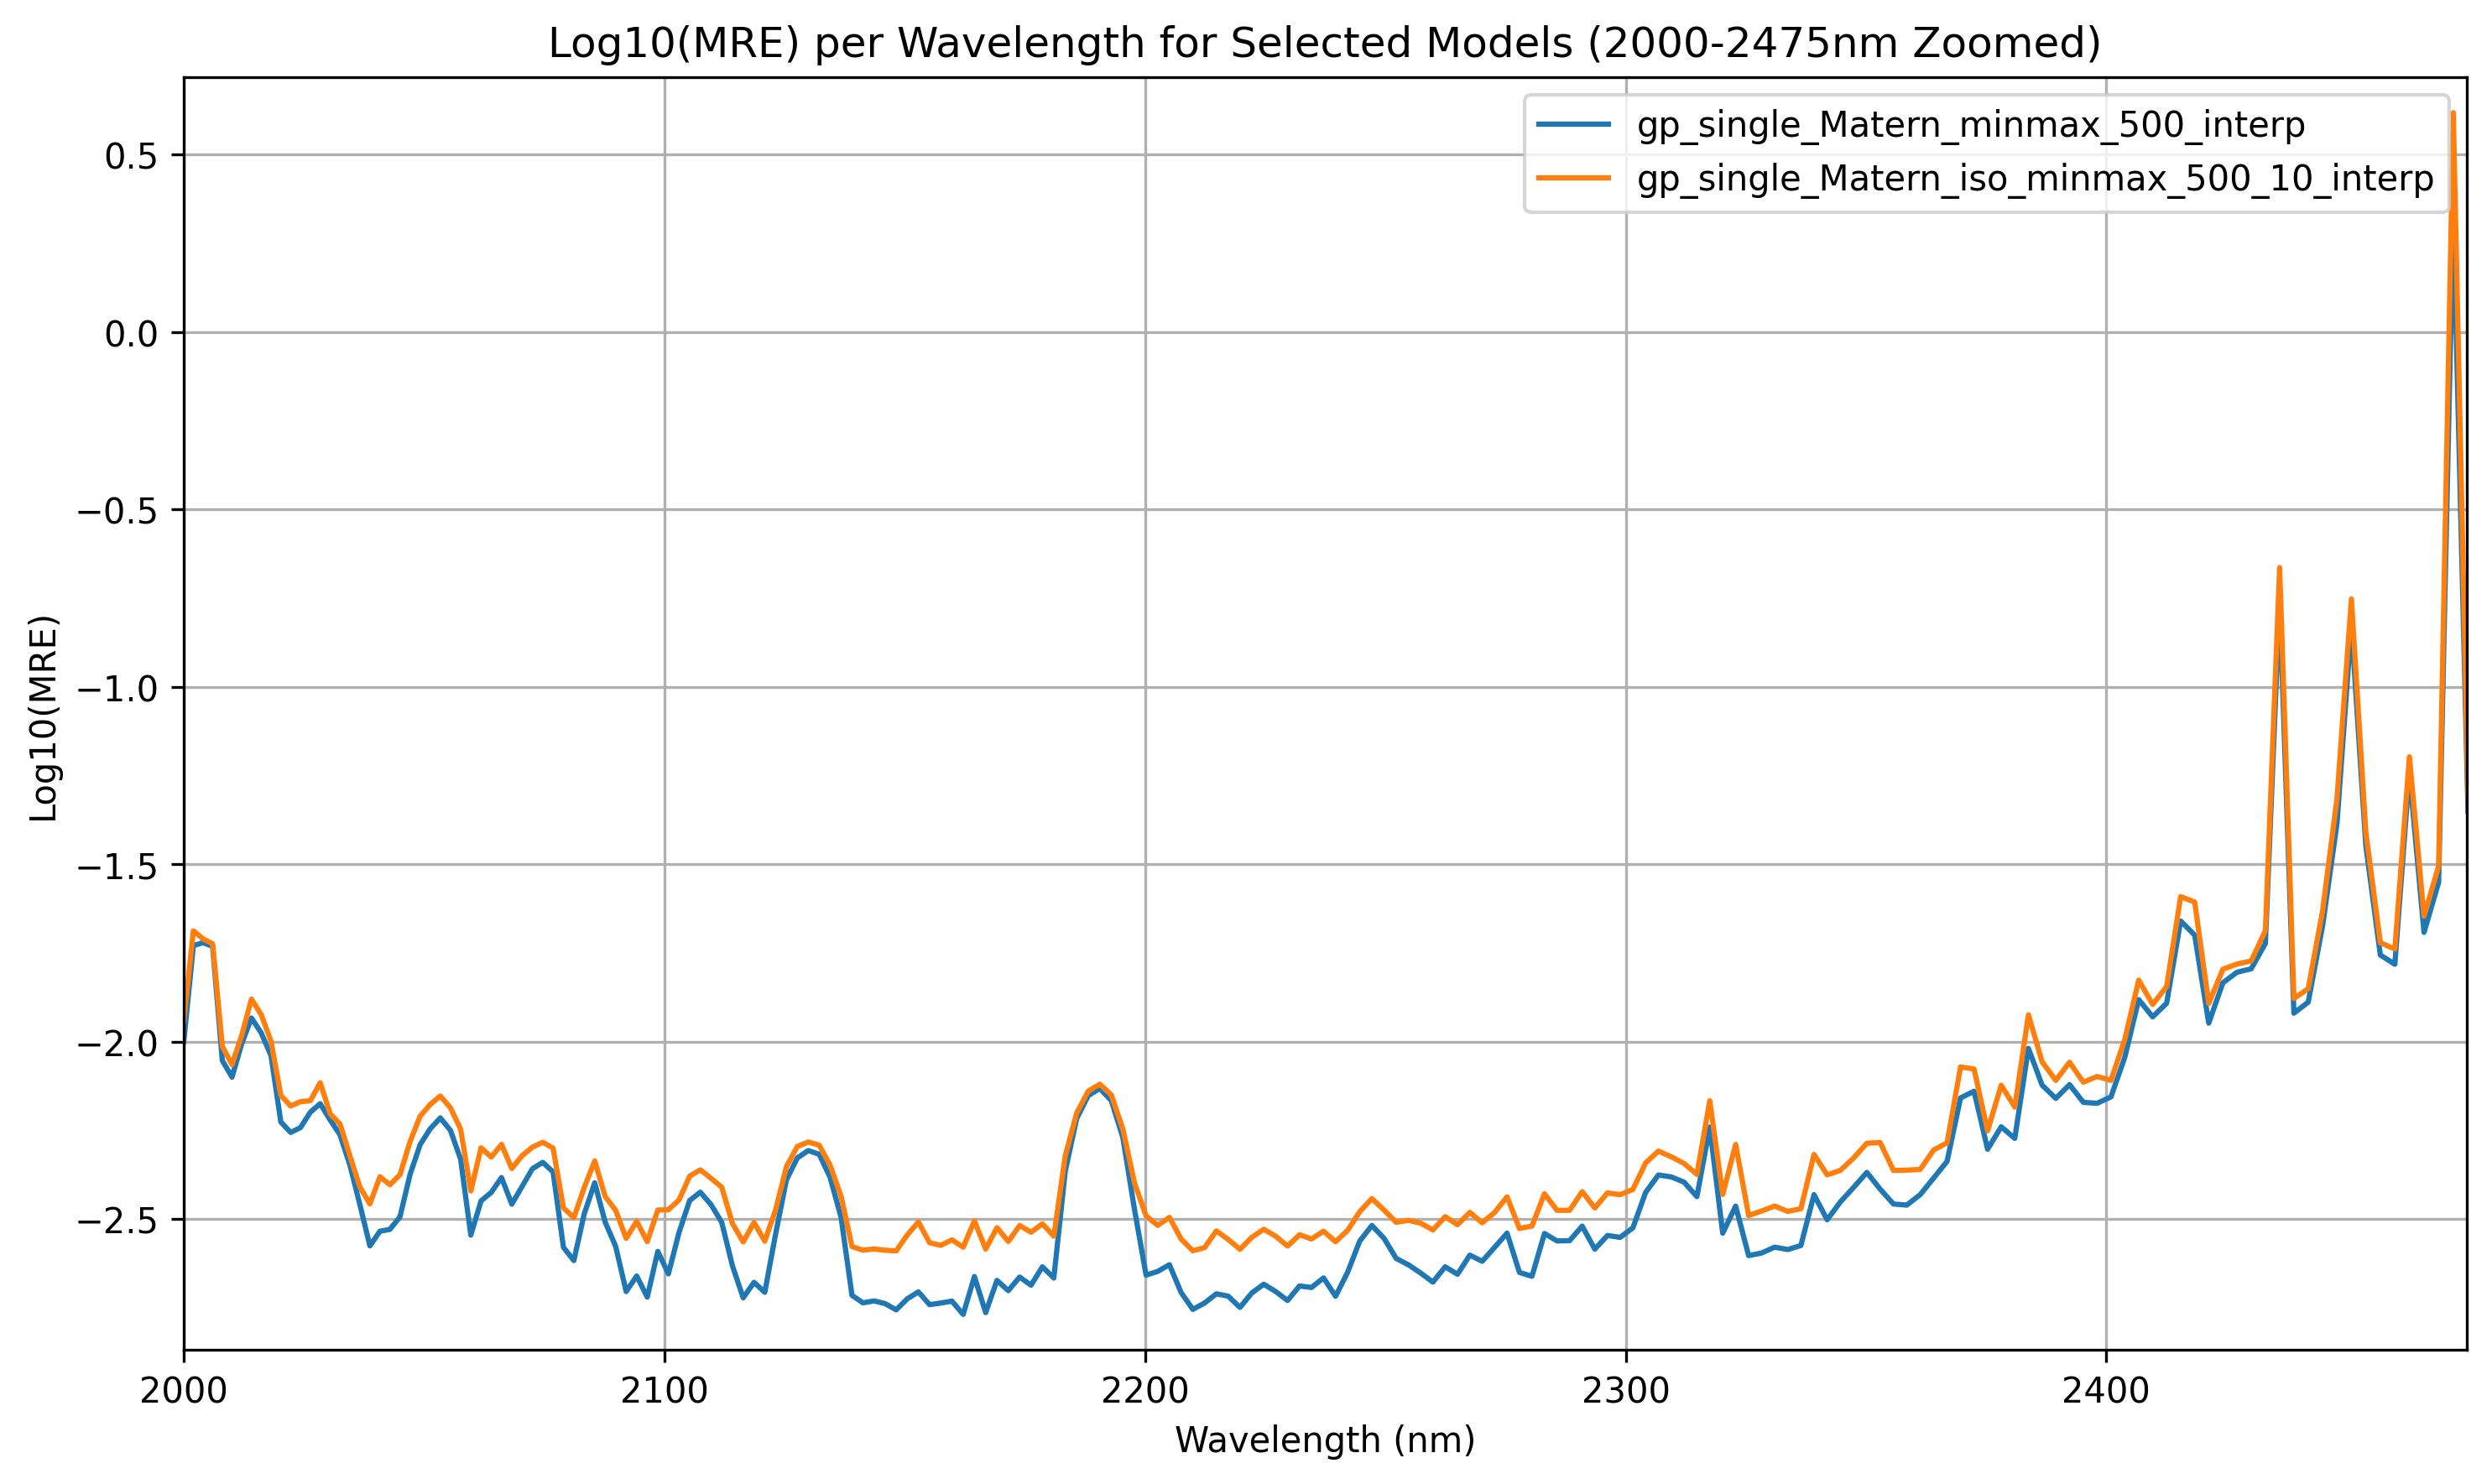 Log10(MRE) per Wavelength for Selected Models (2000-2475nm Zoomed)
gp_single_Matern_minmax_500_interp
gp_single_Matern_iso_minmax_500_10_interp
0.5
0.0
−0.5
−1.0
−1.5
−2.0
−2.5
Log10(MRE)
2000
2100
2200
2300
2400
Wavelength (nm)